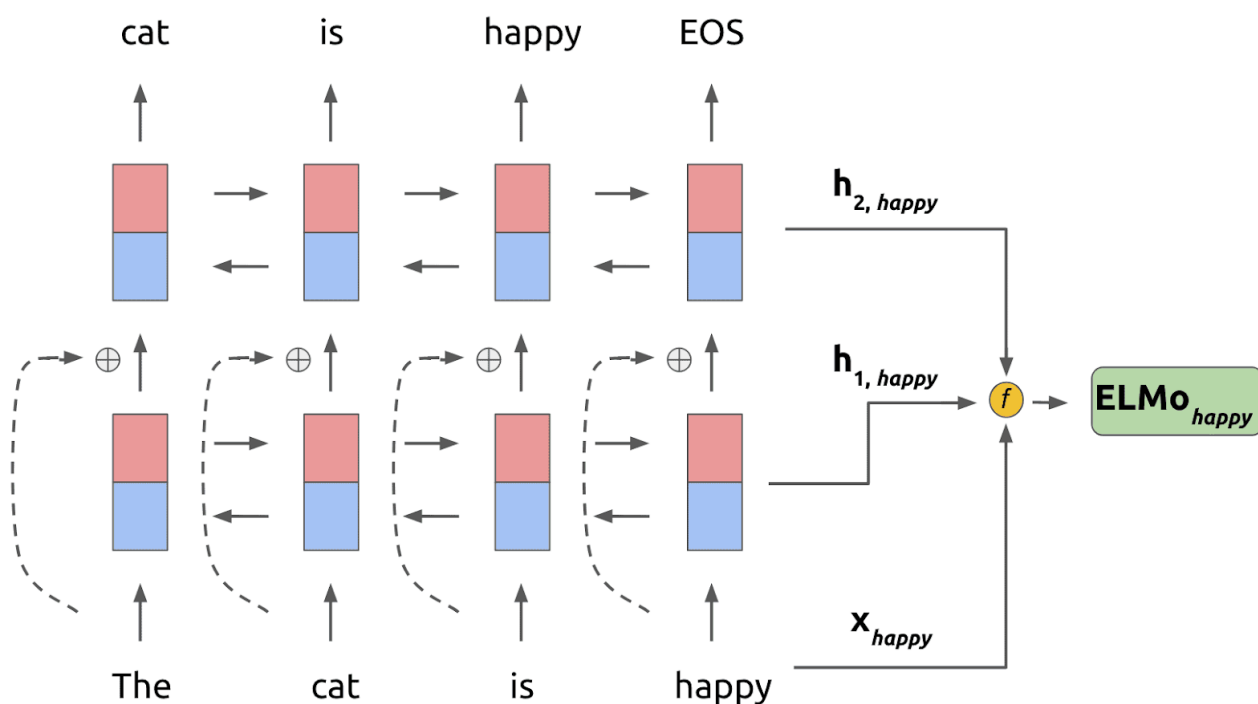 cat is happy EOS
h2, happy
h1, happy
f
ELMohappy
xhappy
The cat is happy